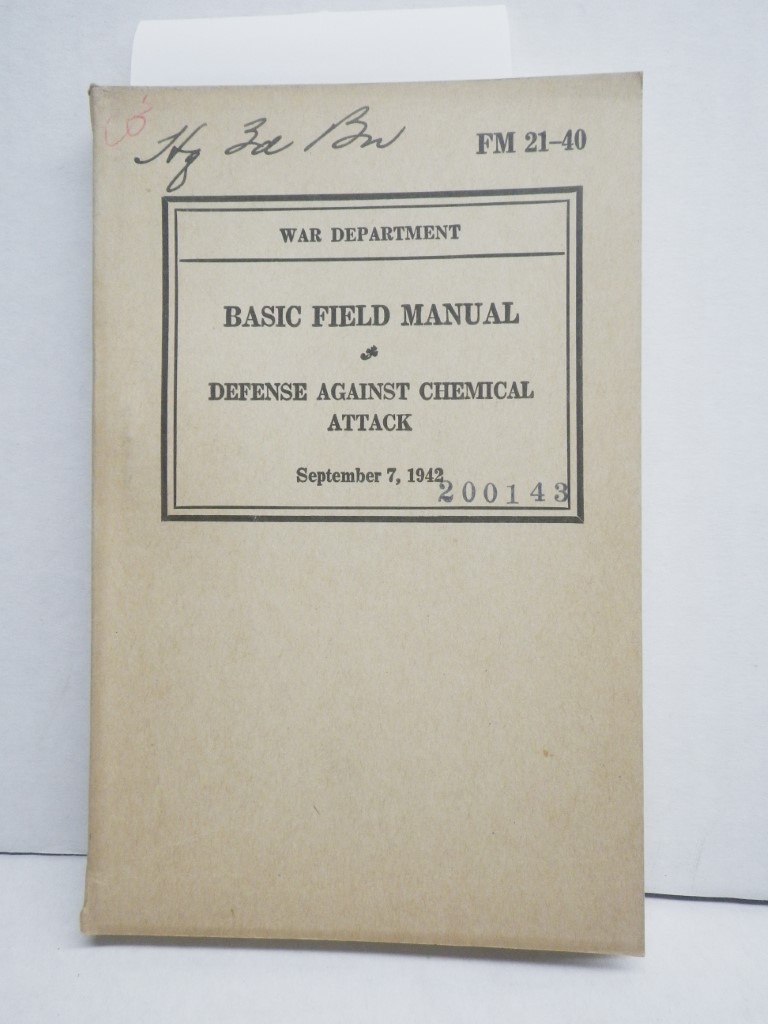 Co
Hq 3d Bn
FM 21–40
WAR DEPARTMENT
BASIC FIELD MANUAL
DEFENSE AGAINST CHEMICAL
ATTACK
September 7, 1942
200143